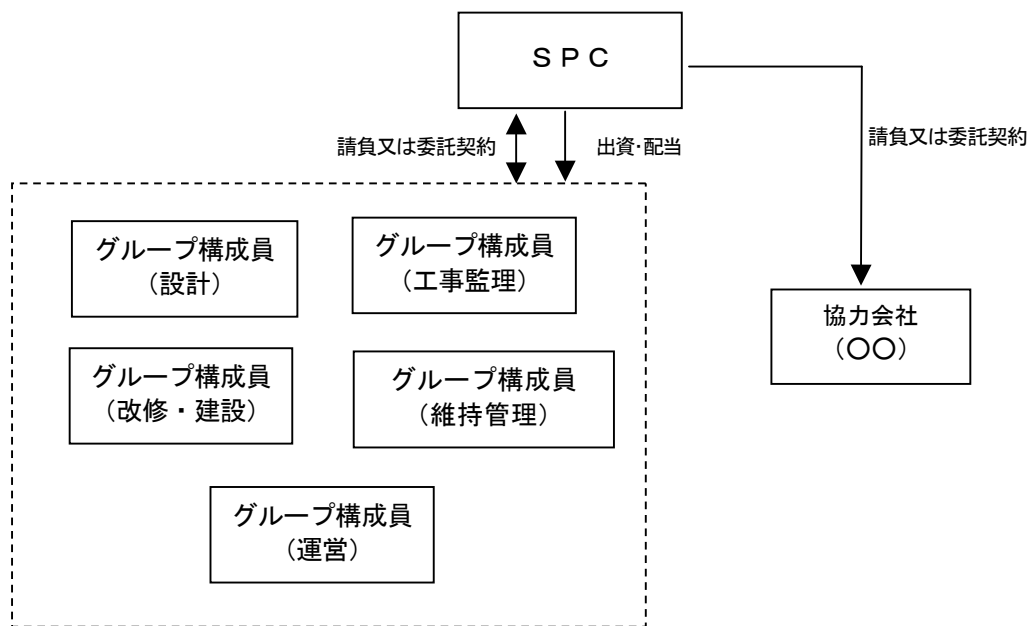 ＳＰＣ
請負又は委託契約
出資･配当
請負又は委託契約
グループ構成員
（設計）
グループ構成員
（工事監理）
グループ構成員
（改修・建設）
グループ構成員
（維持管理）
グループ構成員
（運営）
協力会社
（〇〇）